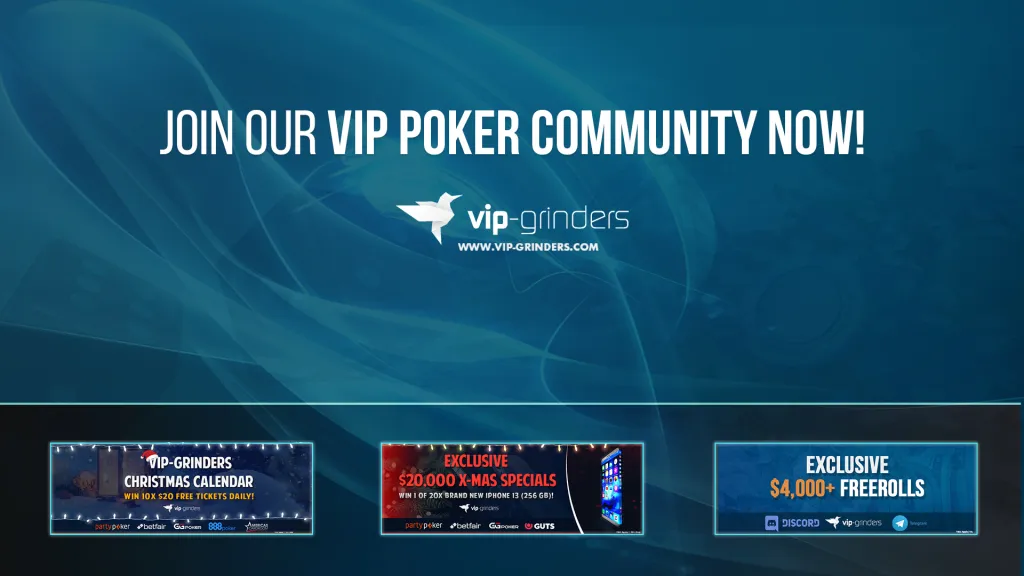 JOIN OUR VIP POKER COMMUNITY NOW!
vip-grinders
WWW.VIP-GRINDERS.COM
VIP-GRINDERS
CHRISTMAS CALENDAR
WIN 10X $20 FREE TICKETS DAILY!
vip-grinders
partypoker betfair GGPOKER 888poker
EXCLUSIVE
$20,000 X-MAS SPECIALS
WIN 1 OF 20X BRAND NEW IPHONE 13 (256 GB)!
vip-grinders
partypoker betfair GGPOKER GUTS
EXCLUSIVE
$4,000+ FREEROLLS
DISCORD vip-grinders Telegram